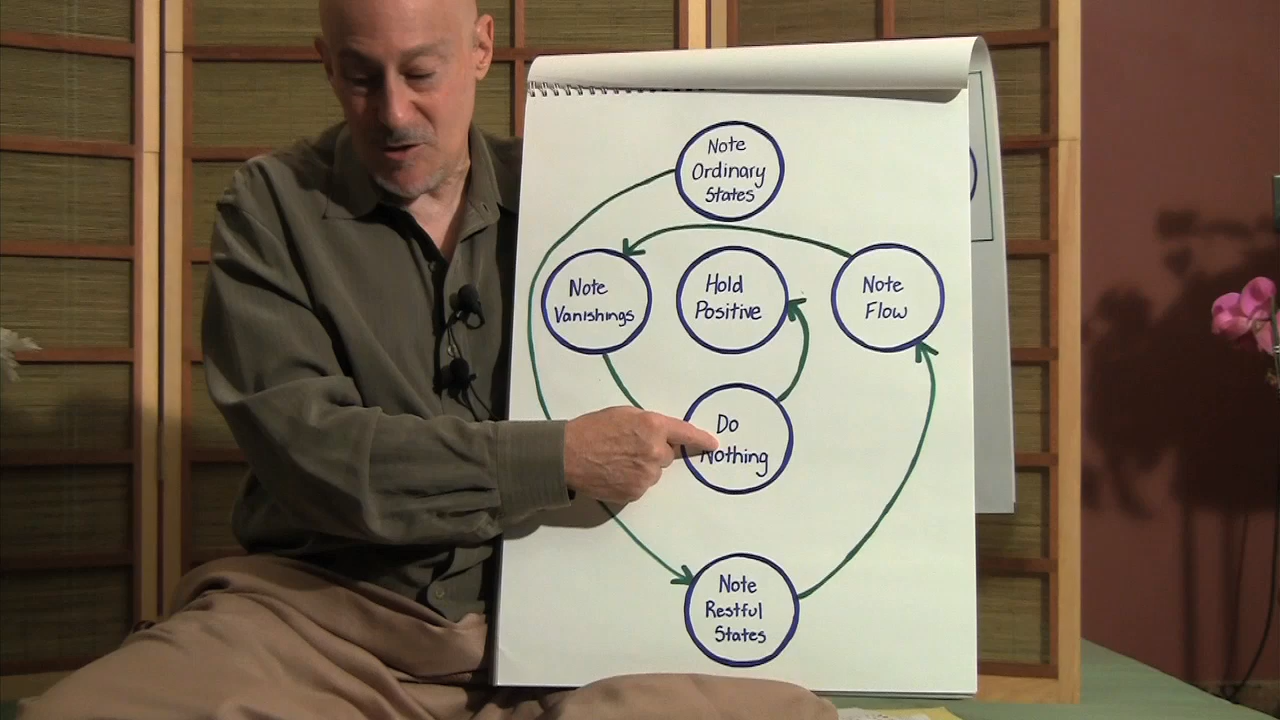 Note
Ordinary
States
Note
Vanishings
Hold
Positive
Note
Flow
Do
Nothing
Note
Restful
States